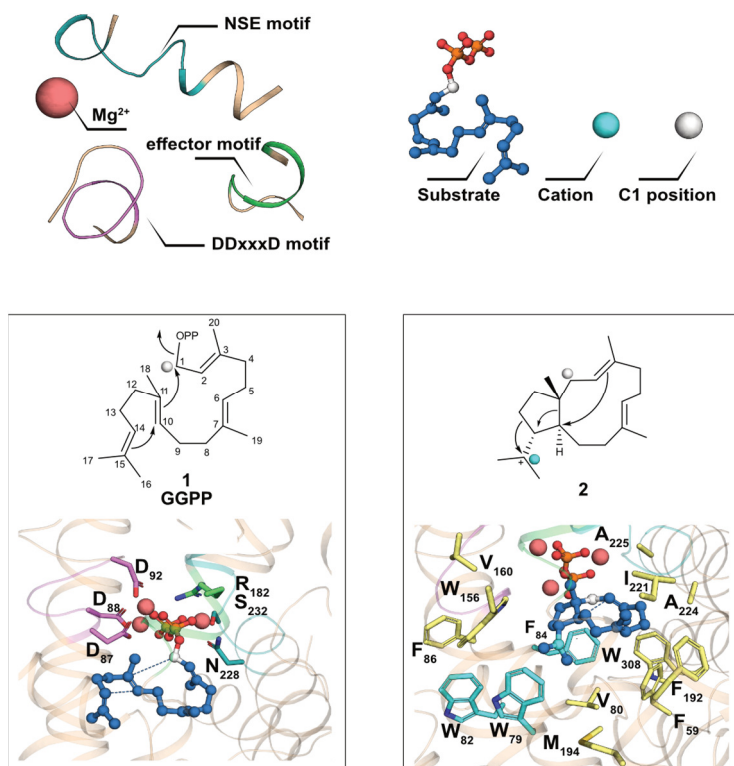 NSE motif
Mg²⁺
effector motif
DDxxxD motif
Substrate
Cation
C1 position
OPP
20
1
3
4
18
2
5
12
11
6
13
10
7
14
19
9
8
17
15
16
1
GGPP
H
+
2
D₉₂
D₈₈
D₈₇
R₁₈₂
S₂₃₂
N₂₂₈
A₂₂₅
V₁₆₀
I₂₂₁
W₁₅₆
A₂₂₄
F₈₄
F₈₆
W₃₀₈
F₁₉₂
V₈₀
F₅₉
W₈₂
W₇₉
M₁₉₄